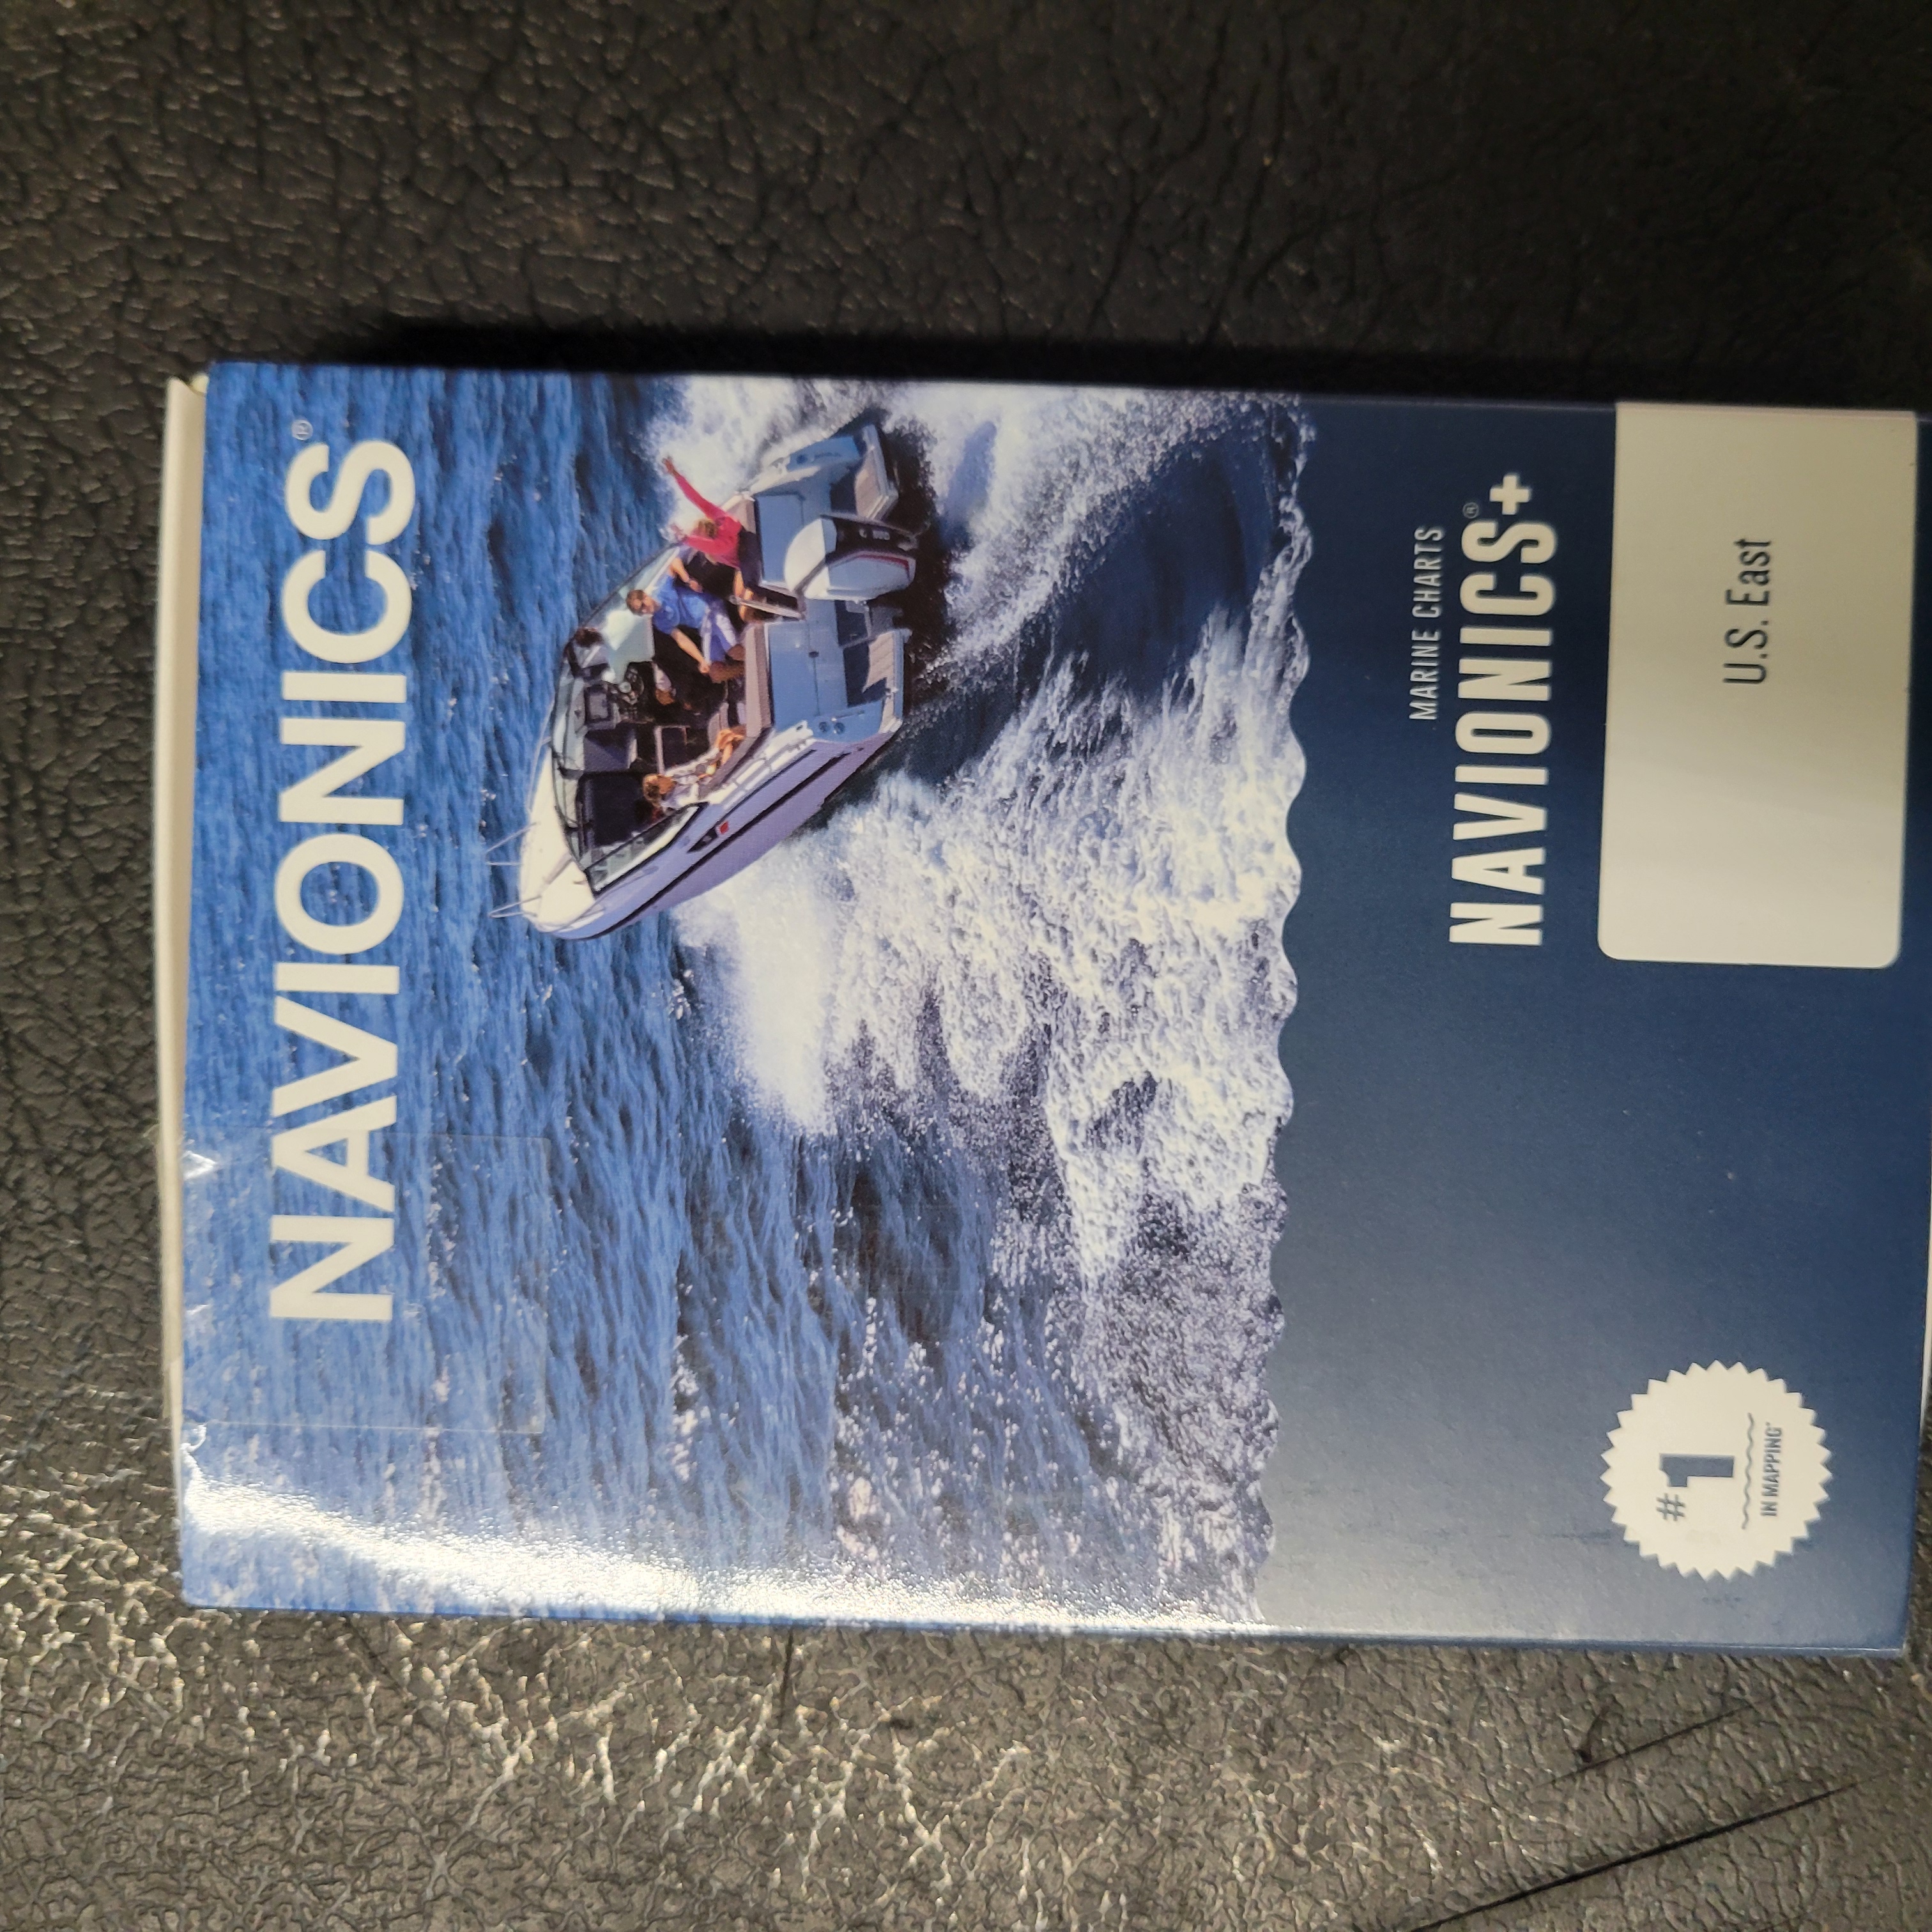 NAVIONICS®
MARINE CHARTS
NAVIONICS®+
U.S. East
#1
IN MAPPING*